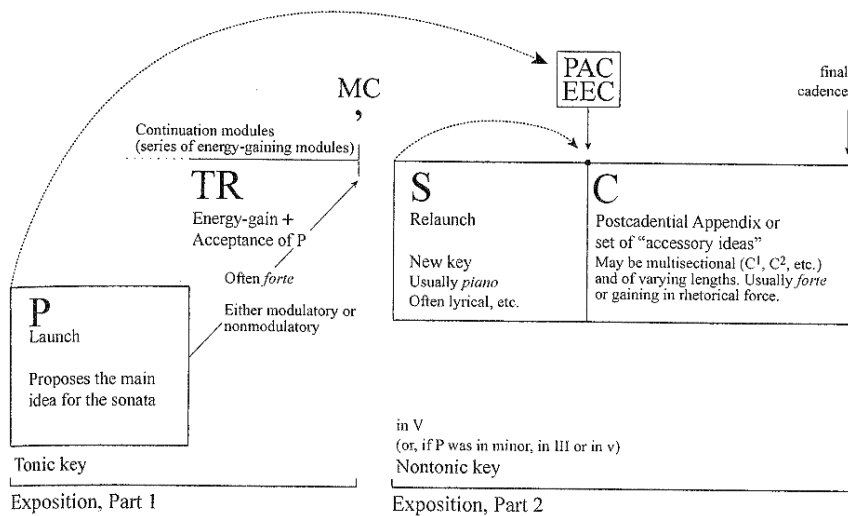 MC
,
PAC
EEC
final
cadence
Continuation modules
(series of energy-gaining modules)
TR
Energy-gain +
Acceptance of P
Often forte
Either modulatory or
nonmodulatory
P
Launch
Proposes the main
idea for the sonata
Tonic key
Exposition, Part 1
S
Relaunch
New key
Usually piano
Often lyrical, etc.
C
Postcadential Appendix or
set of “accessory ideas”
May be multisectional (C¹, C², etc.)
and of varying lengths. Usually forte
or gaining in rhetorical force.
in V
(or, if P was in minor, in III or in v)
Nontonic key
Exposition, Part 2